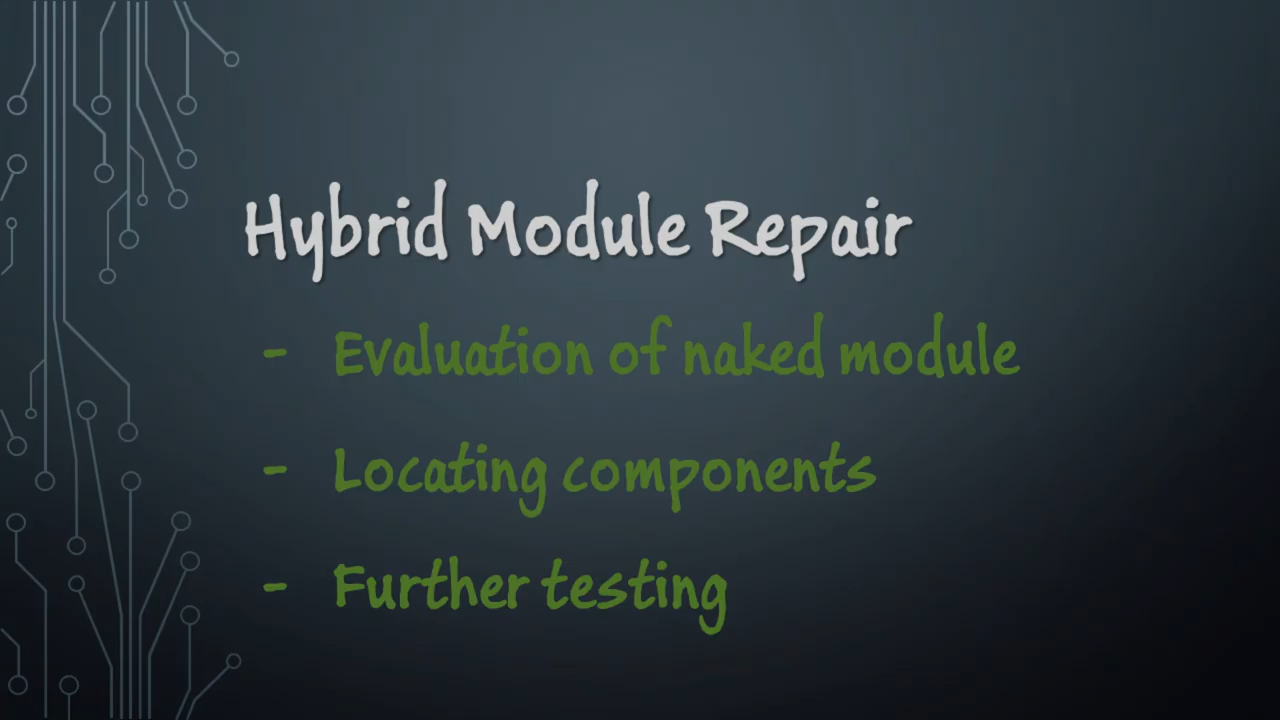 Hybrid Module Repair
- Evaluation of naked module
- Locating components
- Further testing